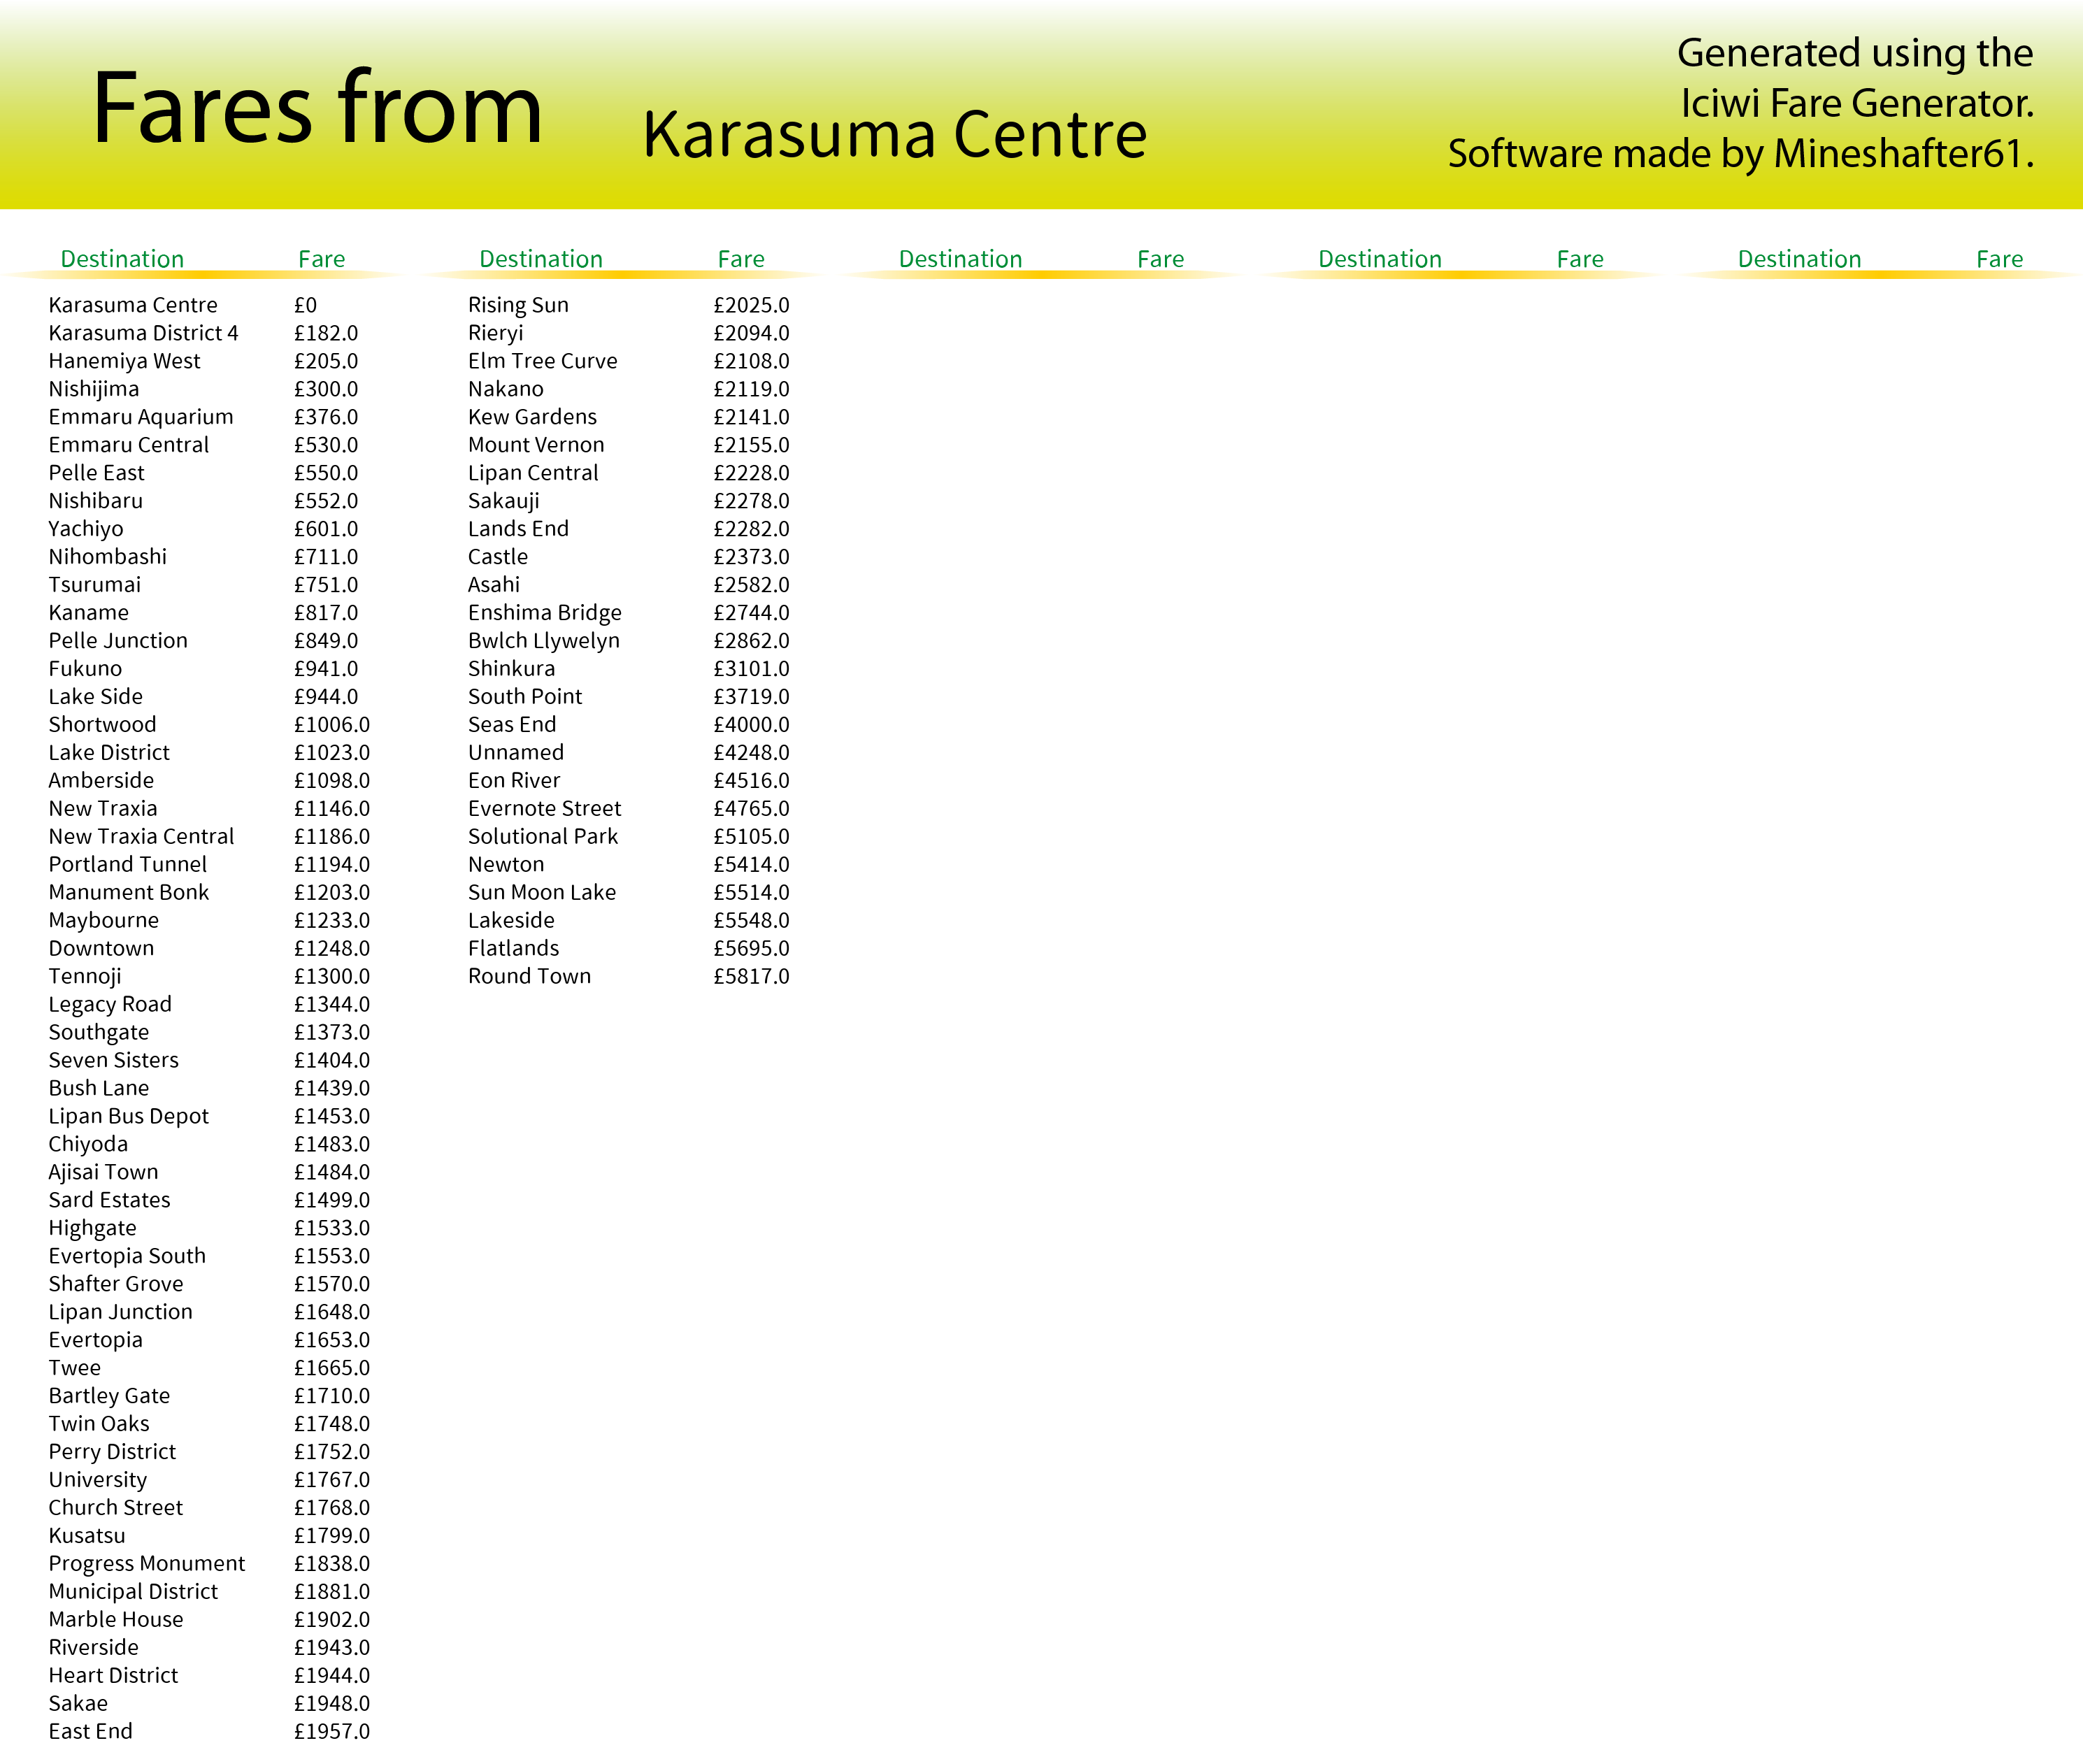 Fares from Karasuma Centre
Generated using the
Iciwi Fare Generator.
Software made by Mineshafter61.
Destination Fare
Karasuma Centre £0
Karasuma District 4 £182.0
Hanemiya West £205.0
Nishijima £300.0
Emmaru Aquarium £376.0
Emmaru Central £530.0
Pelle East £550.0
Nishibaru £552.0
Yachiyo £601.0
Nihombashi £711.0
Tsurumai £751.0
Kaname £817.0
Pelle Junction £849.0
Fukuno £941.0
Lake Side £944.0
Shortwood £1006.0
Lake District £1023.0
Amberside £1098.0
New Traxia £1146.0
New Traxia Central £1186.0
Portland Tunnel £1194.0
Manument Bonk £1203.0
Maybourne £1233.0
Downtown £1248.0
Tennoji £1300.0
Legacy Road £1344.0
Southgate £1373.0
Seven Sisters £1404.0
Bush Lane £1439.0
Lipan Bus Depot £1453.0
Chiyoda £1483.0
Ajisai Town £1484.0
Sard Estates £1499.0
Highgate £1533.0
Evertopia South £1553.0
Shafter Grove £1570.0
Lipan Junction £1648.0
Evertopia £1653.0
Twee £1665.0
Bartley Gate £1710.0
Twin Oaks £1748.0
Perry District £1752.0
University £1767.0
Church Street £1768.0
Kusatsu £1799.0
Progress Monument £1838.0
Municipal District £1881.0
Marble House £1902.0
Riverside £1943.0
Heart District £1944.0
Sakae £1948.0
East End £1957.0
Destination Fare
Rising Sun £2025.0
Rieryi £2094.0
Elm Tree Curve £2108.0
Nakano £2119.0
Kew Gardens £2141.0
Mount Vernon £2155.0
Lipan Central £2228.0
Sakauji £2278.0
Lands End £2282.0
Castle £2373.0
Asahi £2582.0
Enshima Bridge £2744.0
Bwlch Llywelyn £2862.0
Shinkura £3101.0
South Point £3719.0
Seas End £4000.0
Unnamed £4248.0
Eon River £4516.0
Evernote Street £4765.0
Solutional Park £5105.0
Newton £5414.0
Sun Moon Lake £5514.0
Lakeside £5548.0
Flatlands £5695.0
Round Town £5817.0
Destination Fare
Destination Fare
Destination Fare